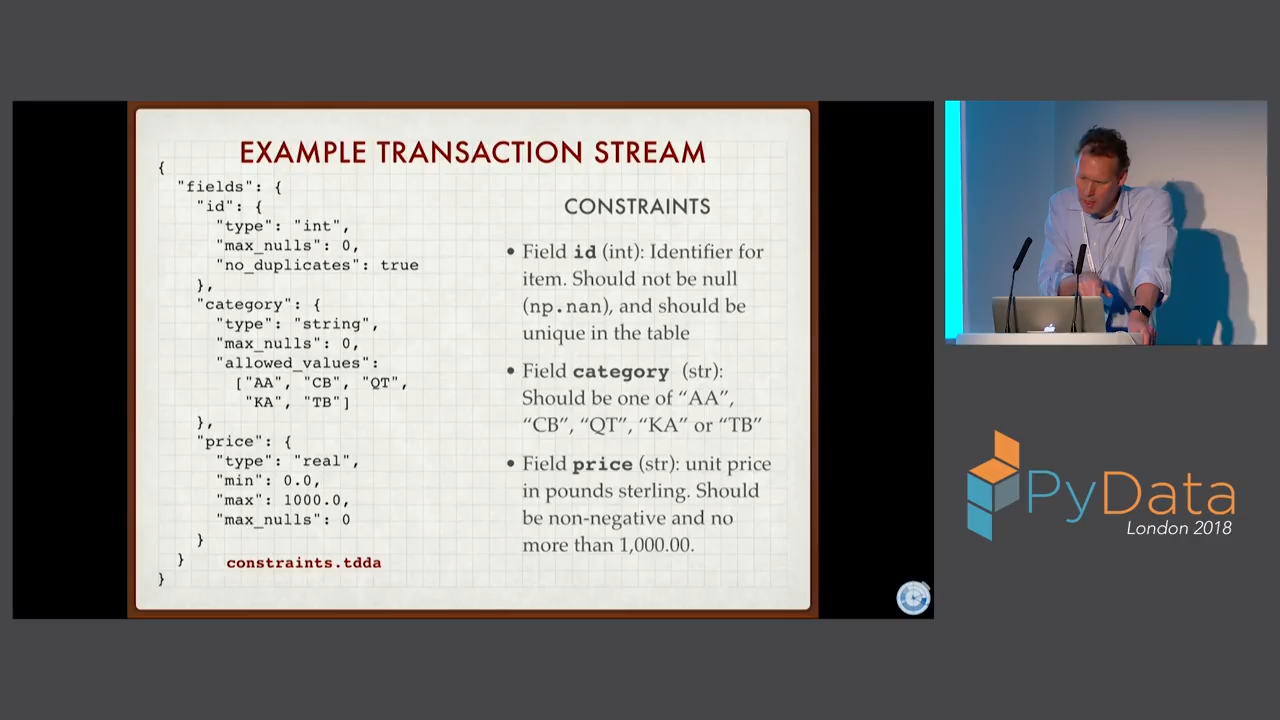 EXAMPLE TRANSACTION STREAM
{
"fields": {
"id": {
"type": "int",
"max_nulls": 0,
"no_duplicates": true
},
"category": {
"type": "string",
"max_nulls": 0,
"allowed_values":
["AA", "CB", "QT",
"KA", "TB"]
},
"price": {
"type": "real",
"min": 0.0,
"max": 1000.0,
"max_nulls": 0
}
}
constraints.tdda
}
CONSTRAINTS
• Field id (int): Identifier for
item. Should not be null
(np.nan), and should be
unique in the table
• Field category (str):
Should be one of “AA”,
“CB”, “QT”, “KA” or “TB”
• Field price (str): unit price
in pounds sterling. Should
be non-negative and no
more than 1,000.00.
PyData
London 2018